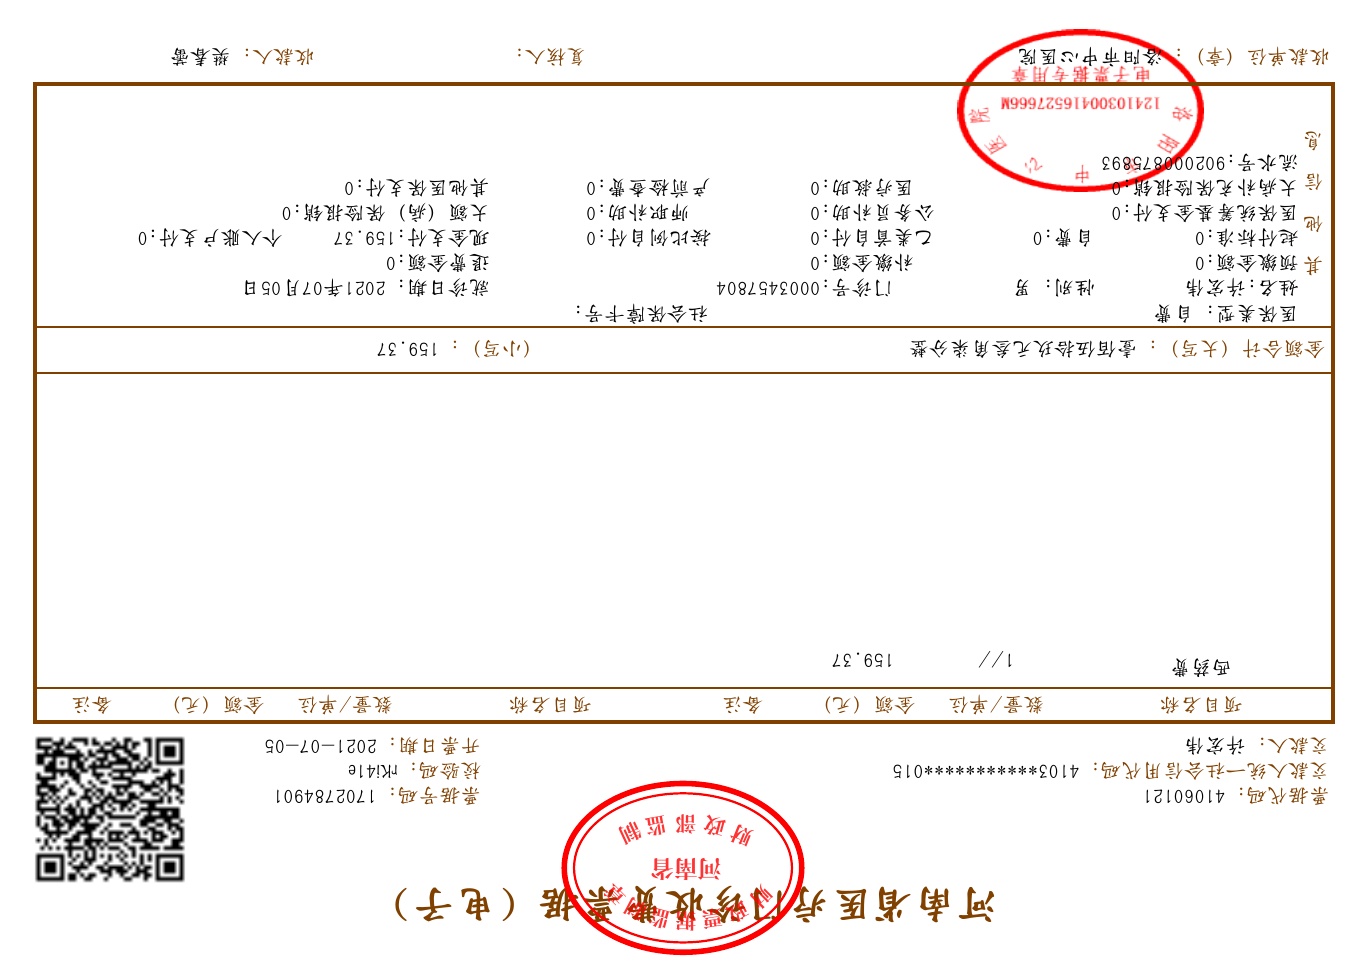 河南省医疗门诊收费票据（电子）
财政票据监制章
河南省
财政部监制
票据代码：41060121
票据号码：1702784901
交款人统一社会信用代码：4103************015
校验码：rKi41e
交款人：许宏伟
开票日期：2021-07-05
项目名称 数量/单位 金额（元） 备注 项目名称 数量/单位 金额（元） 备注
西药费 1// 159.37
金额合计（大写）：壹佰伍拾玖元叁角柒分整 （小写）：159.37
其他信息
医保类型：自费 社会保障卡号：
姓名:许宏伟 性别：男 门诊号:0003457804 就诊日期：2021年07月05日
预缴金额:0 补缴金额:0 退费金额:0
起付标准:0 自费:0 乙类首自付:0 按比例自付:0 现金支付:159.37 个人账户支付:0
医保统筹基金支付:0 公务员补助:0 师职补助:0 大额（病）保险报销:0
大病补充保险报销:0 医疗救助:0 产前检查费:0 其他医保支付:0
流水号:9020008875893
洛阳市中心医院
12410300416527666M
电子票据专用章
收款单位（章）：洛阳市中心医院 复核人： 收款人：娄春蕾